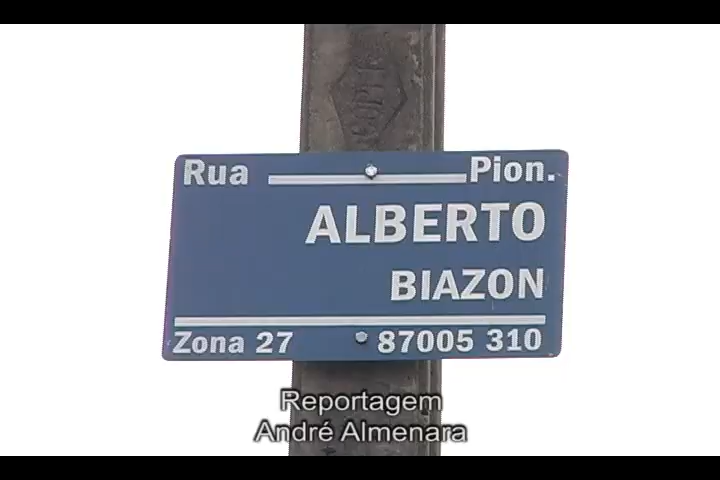 Rua Pion.
ALBERTO
BIAZON
Zona 27 87005 310
Reportagem
André Almenara